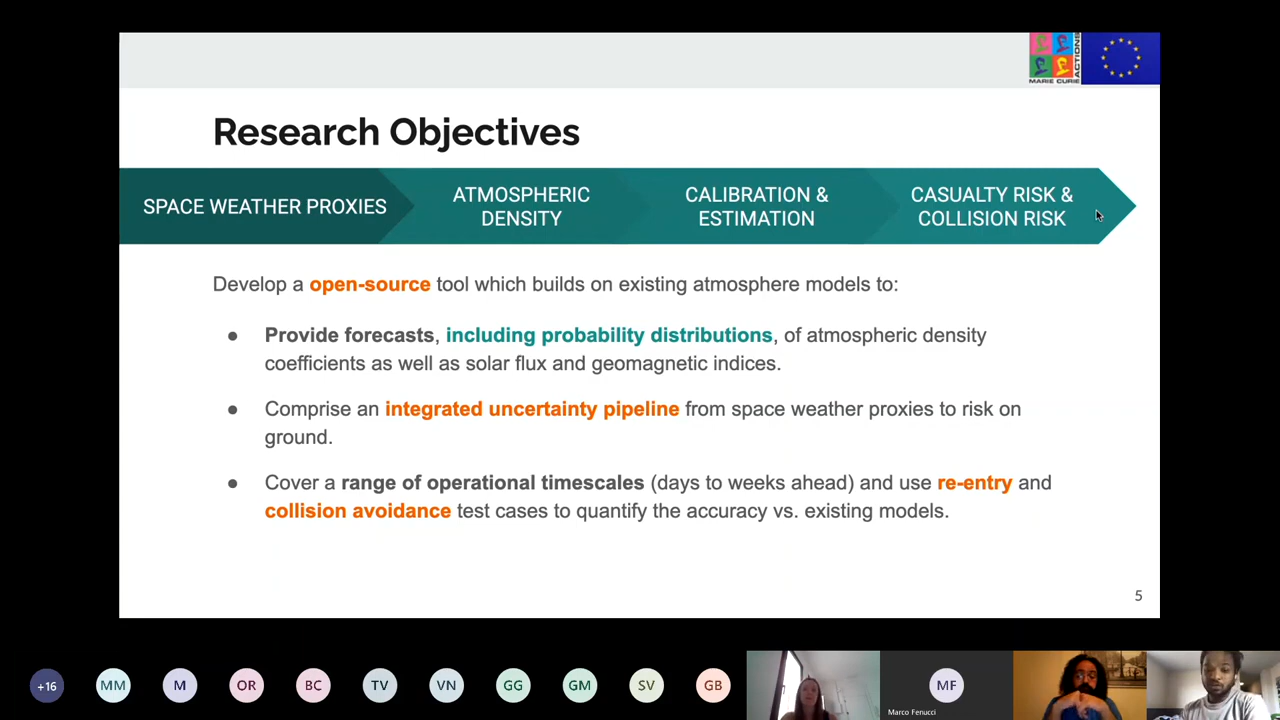 MARIE CURIE
ACTIONS
Research Objectives
SPACE WEATHER PROXIES
ATMOSPHERIC
DENSITY
CALIBRATION &
ESTIMATION
CASUALTY RISK &
COLLISION RISK
Develop a open-source tool which builds on existing atmosphere models to:
● Provide forecasts, including probability distributions, of atmospheric density
coefficients as well as solar flux and geomagnetic indices.
● Comprise an integrated uncertainty pipeline from space weather proxies to risk on
ground.
● Cover a range of operational timescales (days to weeks ahead) and use re-entry and
collision avoidance test cases to quantify the accuracy vs. existing models.
5
+16
MM
M
OR
BC
TV
VN
GG
GM
SV
GB
MF
Marco Fenucci